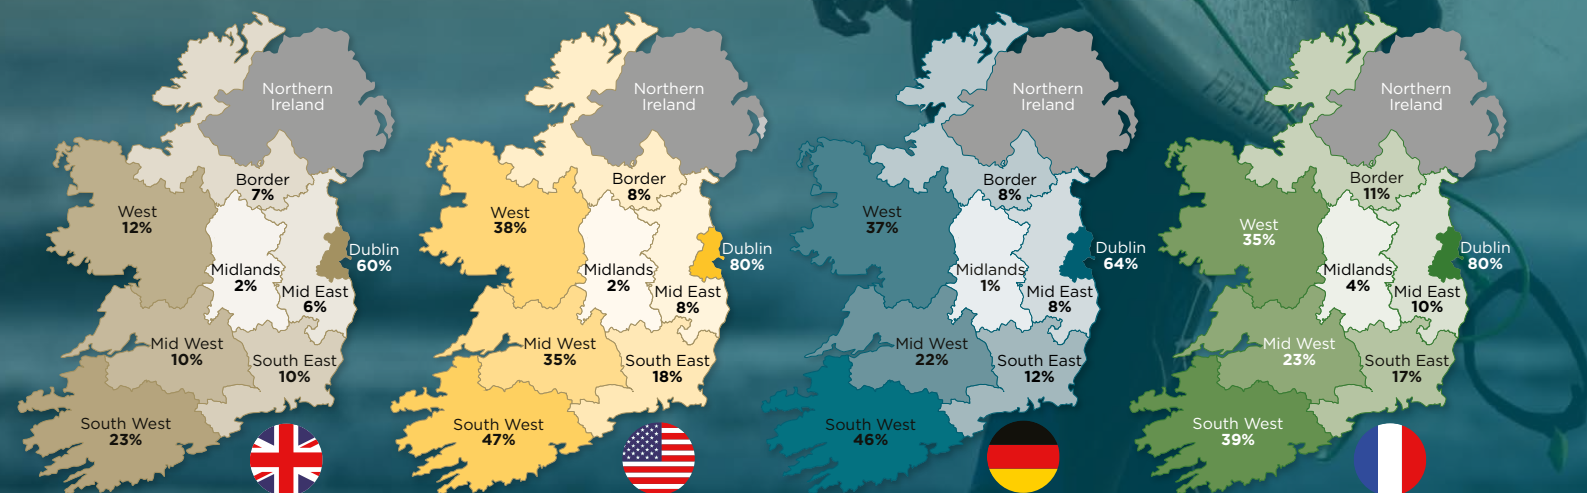 Northern
Ireland
Border
7%
West
12%
Dublin
60%
Midlands
2%
Mid East
6%
Mid West
10%
South East
10%
South West
23%
Northern
Ireland
Border
8%
West
38%
Dublin
80%
Midlands
2%
Mid East
8%
Mid West
35%
South East
18%
South West
47%
Northern
Ireland
Border
8%
West
37%
Dublin
64%
Midlands
1%
Mid East
8%
Mid West
22%
South East
12%
South West
46%
Northern
Ireland
Border
11%
West
35%
Dublin
80%
Midlands
4%
Mid East
10%
Mid West
23%
South East
17%
South West
39%